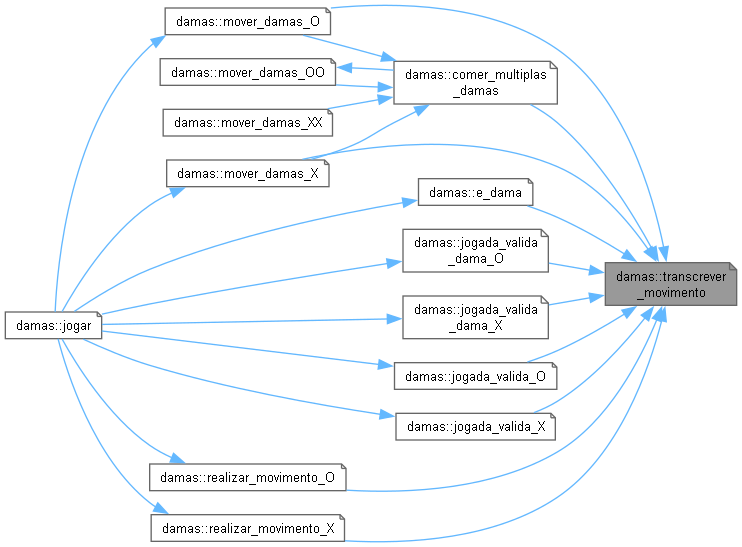 damas::mover_damas_O
damas::mover_damas_OO
damas::comer_multiplas
_damas
damas::mover_damas_XX
damas::mover_damas_X
damas::e_dama
damas::jogada_valida
_dama_O
damas::transcrever
_movimento
damas::jogada_valida
_dama_X
damas::jogar
damas::jogada_valida_O
damas::jogada_valida_X
damas::realizar_movimento_O
damas::realizar_movimento_X